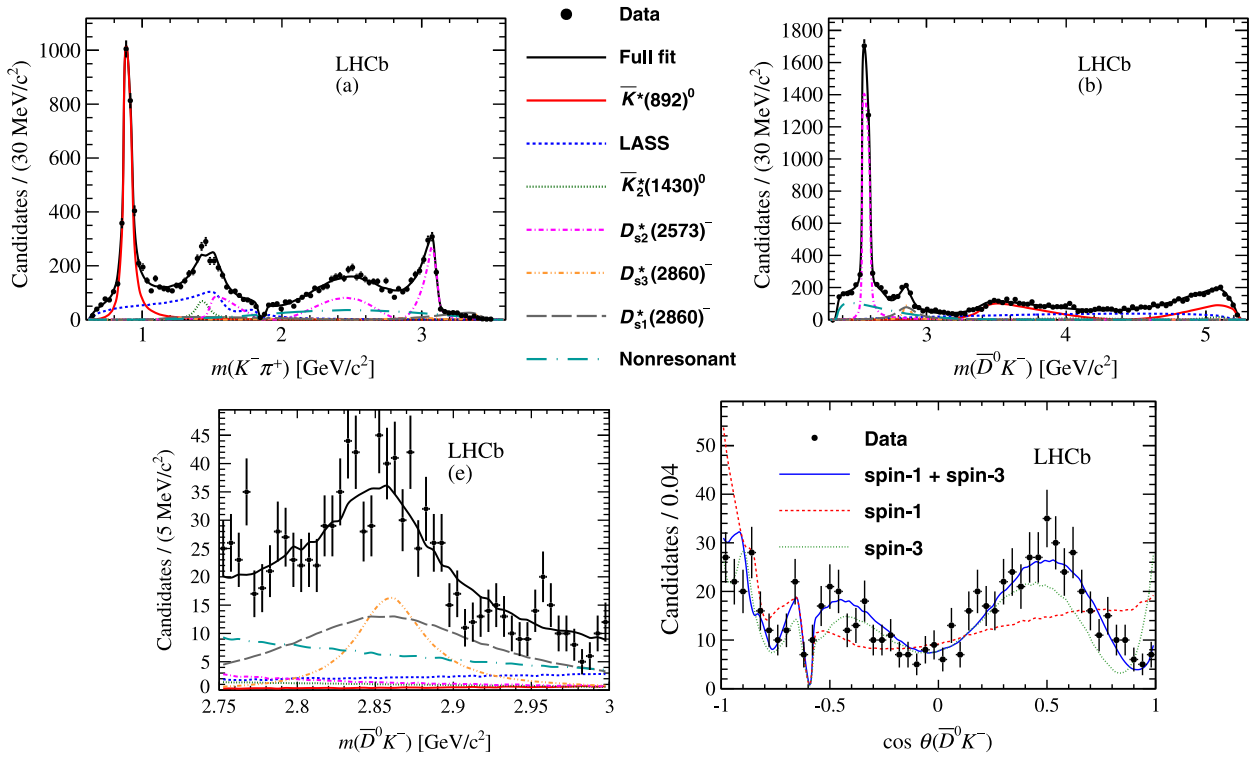 Candidates / (30 MeV/c²)
1000
800
600
400
200
0
LHCb
(a)
1 2 3
m(K⁻π⁺) [GeV/c²]
Data
Full fit
K̅*(892)⁰
LASS
K̅₂*(1430)⁰
Dₛ₂*(2573)⁻
Dₛ₃*(2860)⁻
Dₛ₁*(2860)⁻
Nonresonant
Candidates / (30 MeV/c²)
1800
1600
1400
1200
1000
800
600
400
200
0
LHCb
(b)
3 4 5
m(D̅⁰K⁻) [GeV/c²]
Candidates / (5 MeV/c²)
45
40
35
30
25
20
15
10
5
0
LHCb
(e)
2.75 2.8 2.85 2.9 2.95 3
m(D̅⁰K⁻) [GeV/c²]
Candidates / 0.04
50
40
30
20
10
0
Data
spin-1 + spin-3
spin-1
spin-3
LHCb
-1 -0.5 0 0.5 1
cos θ(D̅⁰K⁻)